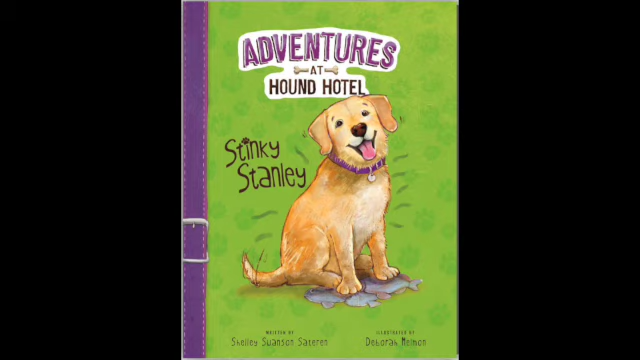 ADVENTURES
AT
HOUND HOTEL
Stinky
Stanley
WRITTEN BY
Shelley Swanson Sateren
ILLUSTRATED BY
Deborah Melmon